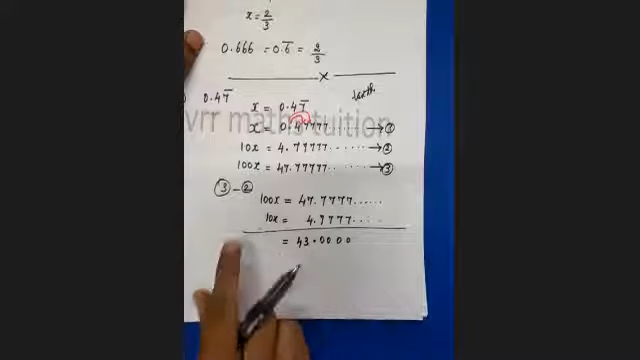 x = 2/3
0.666 = 0.6̅ = 2/3
x
0.47̅
x = 0.47̅
vrr maths tuition
x = 0.47777...... → ①
10x = 4.77777...... → ②
100x = 47.77777... → ③
③ - ②
100x = 47.7777......
10x = 4.7777.....
= 43.0000